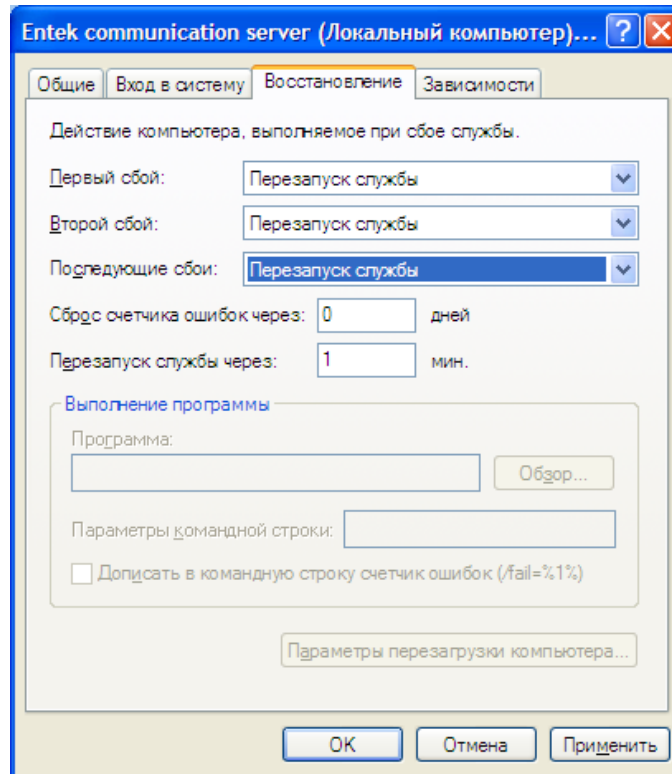 Entek communication server (Локальный компьютер)...
Общие Вход в систему Восстановление Зависимости
Действие компьютера, выполняемое при сбое службы.
Первый сбой: Перезапуск службы
Второй сбой: Перезапуск службы
Последующие сбои: Перезапуск службы
Сброс счетчика ошибок через: 0 дней
Перезапуск службы через: 1 мин.
Выполнение программы
Программа:
Обзор...
Параметры командной строки:
Дописать в командную строку счетчик ошибок (/fail=%1%)
Параметры перезагрузки компьютера...
OK Отмена Применить